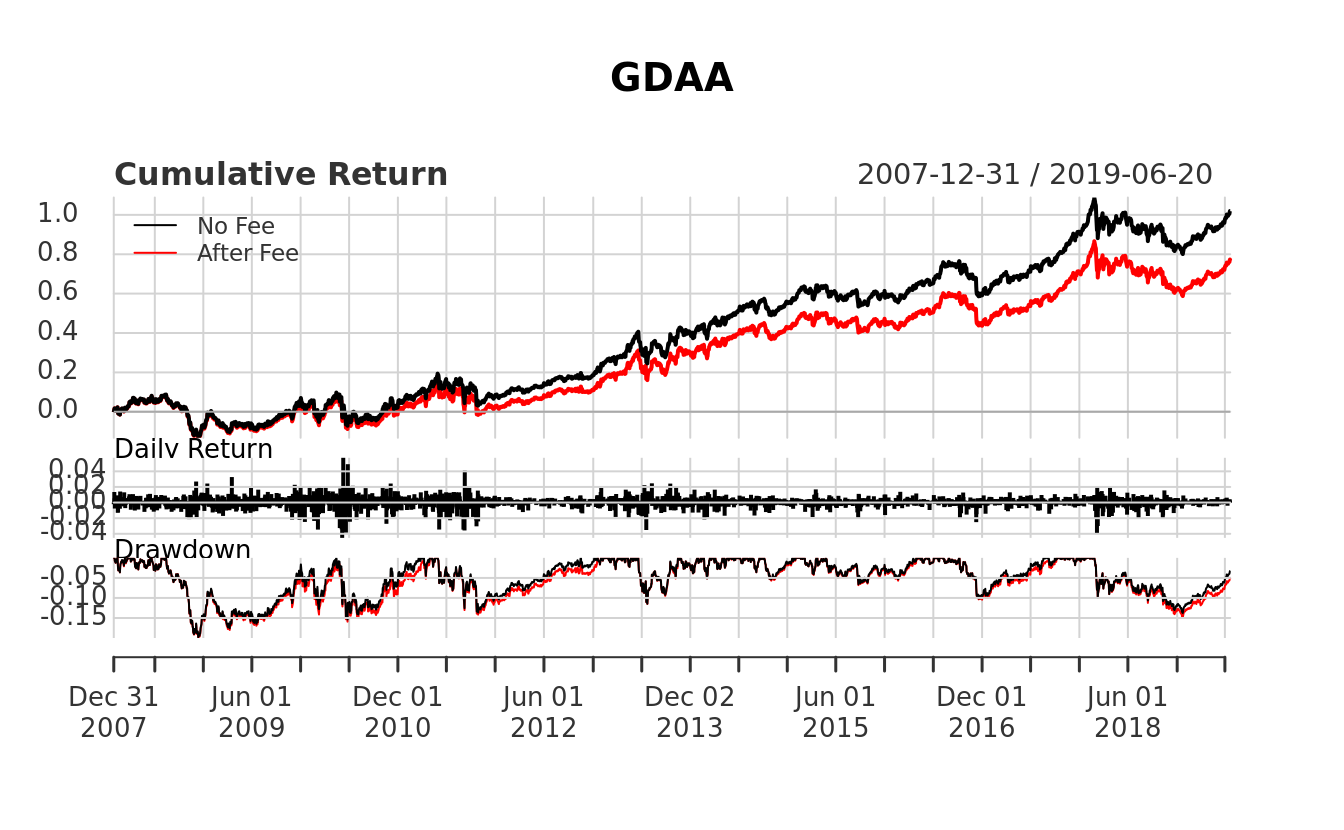 GDAA
Cumulative Return
2007-12-31 / 2019-06-20
1.0
0.8
0.6
0.4
0.2
0.0
No Fee
After Fee
Daily Return
0.04
0.02
0.00
-0.02
-0.04
Drawdown
-0.05
-0.10
-0.15
Dec 31 Jun 01 Dec 01 Jun 01 Dec 02 Jun 01 Dec 01 Jun 01
2007 2009 2010 2012 2013 2015 2016 2018